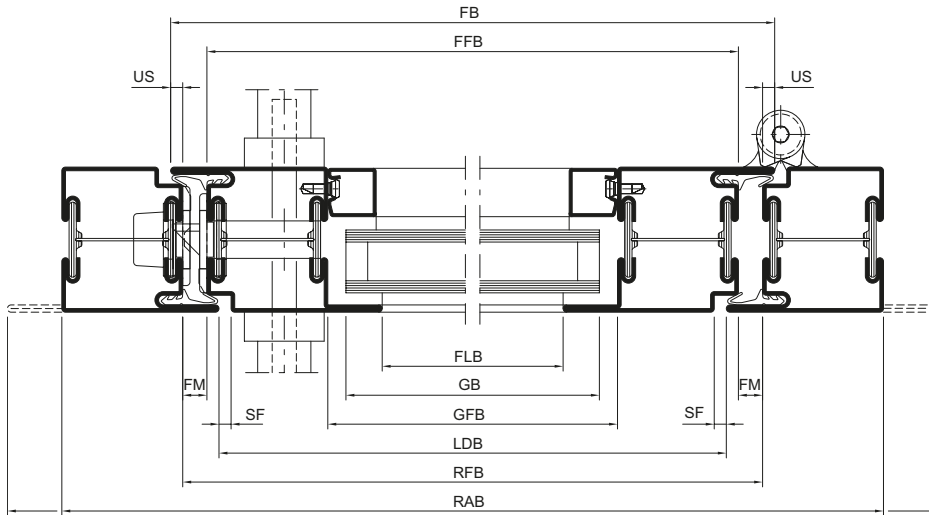 FB
FFB
US US
FLB
FM GB FM
SF GFB SF
LDB
RFB
RAB